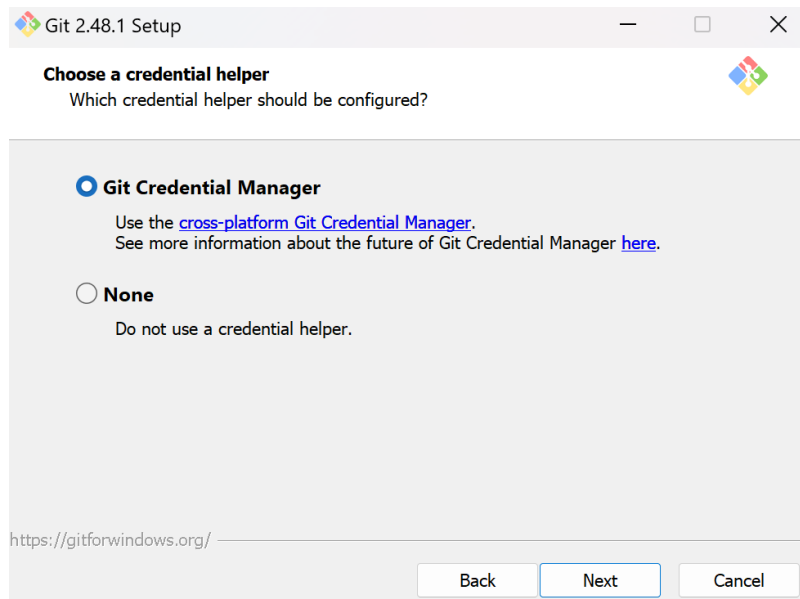 Git 2.48.1 Setup
Choose a credential helper
Which credential helper should be configured?
Git Credential Manager
Use the cross-platform Git Credential Manager.
See more information about the future of Git Credential Manager here.
None
Do not use a credential helper.
https://gitforwindows.org/
Back Next Cancel